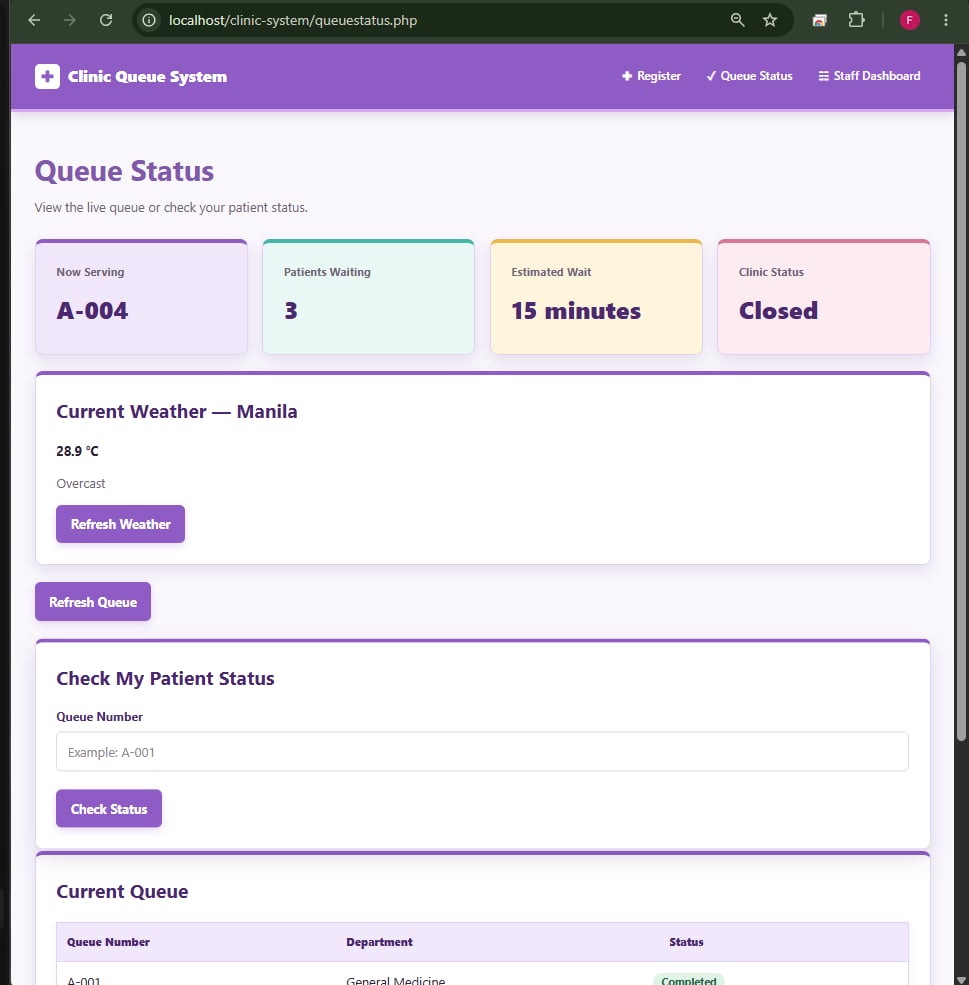 localhost/clinic-system/queuestatus.php
F
Clinic Queue System
Register
Queue Status
Staff Dashboard
Queue Status
View the live queue or check your patient status.
Now Serving
A-004
Patients Waiting
3
Estimated Wait
15 minutes
Clinic Status
Closed
Current Weather — Manila
28.9 °C
Overcast
Refresh Weather
Refresh Queue
Check My Patient Status
Queue Number
Example: A-001
Check Status
Current Queue
Queue Number Department Status
A-001 General Medicine Completed